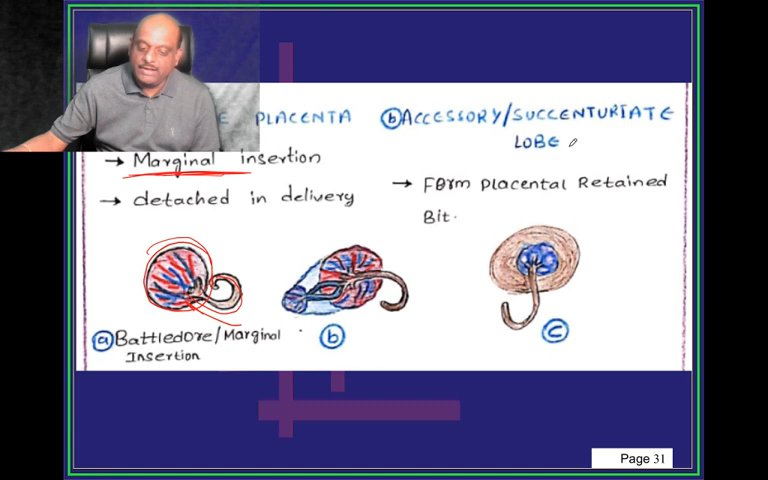 PLACENTA
→ Marginal insertion
→ detached in delivery
ⓑ ACCESSORY/SUCCENTURIATE
LOBE
→ Form Placental Retained
Bit.
ⓐ Battledore/Marginal
Insertion
ⓑ
ⓒ
Page 31